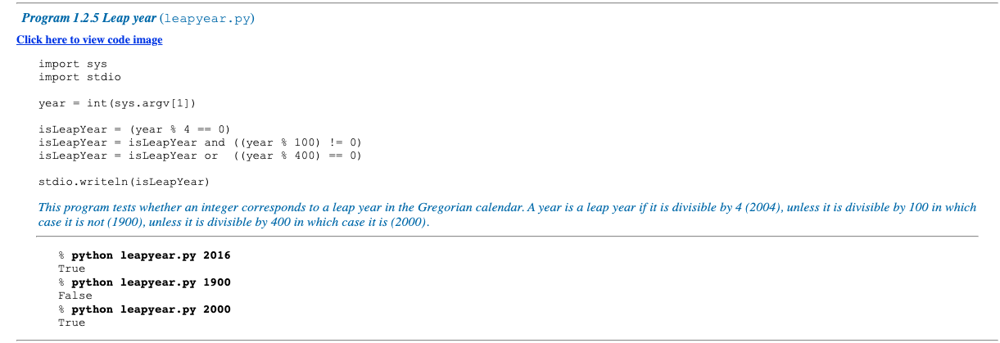 Program 1.2.5 Leap year (leapyear.py)
Click here to view code image
import sys
import stdio
year = int(sys.argv[1])
isLeapYear = (year % 4 == 0)
isLeapYear = isLeapYear and ((year % 100) != 0)
isLeapYear = isLeapYear or  ((year % 400) == 0)
stdio.writeln(isLeapYear)
This program tests whether an integer corresponds to a leap year in the Gregorian calendar. A year is a leap year if it is divisible by 4 (2004), unless it is divisible by 100 in which
case it is not (1900), unless it is divisible by 400 in which case it is (2000).
% python leapyear.py 2016
True
% python leapyear.py 1900
False
% python leapyear.py 2000
True